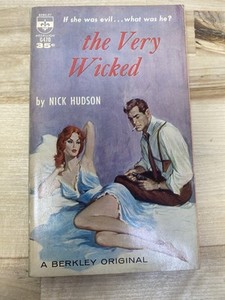 If she was evil...what was he?
35¢
the Very
Wicked
by NICK HUDSON
A BERKLEY ORIGINAL